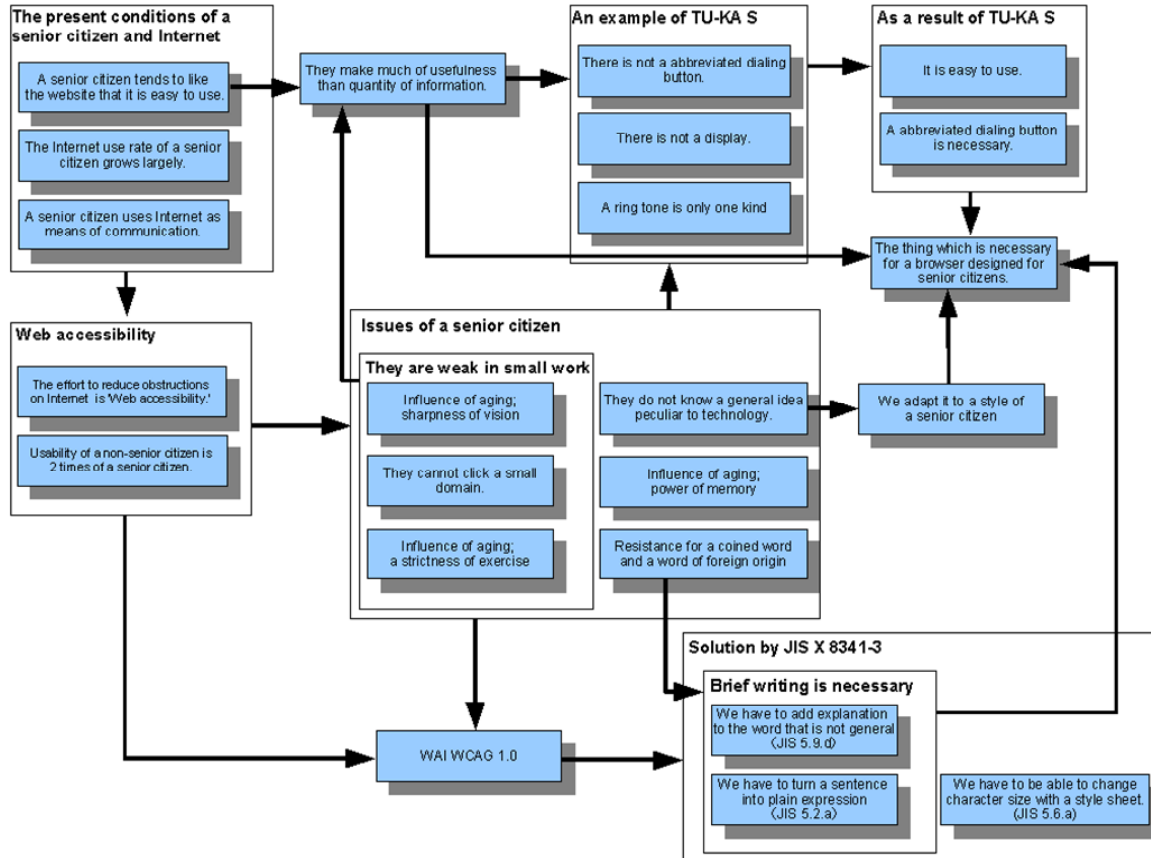 The present conditions of a
senior citizen and Internet
A senior citizen tends to like
the website that it is easy to use.
The Internet use rate of a senior
citizen grows largely.
A senior citizen uses Internet as
means of communication.
They make much of usefulness
than quantity of information.
An example of TU-KA S
There is not a abbreviated dialing
button.
There is not a display.
A ring tone is only one kind
As a result of TU-KA S
It is easy to use.
A abbreviated dialing button
is necessary.
The thing which is necessary
for a browser designed for
senior citizens.
Web accessibility
The effort to reduce obstructions
on Internet is 'Web accessibility.'
Usability of a non-senior citizen is
2 times of a senior citizen.
Issues of a senior citizen
They are weak in small work
Influence of aging;
sharpness of vision
They cannot click a small
domain.
Influence of aging;
a strictness of exercise
They do not know a general idea
peculiar to technology.
Influence of aging;
power of memory
Resistance for a coined word
and a word of foreign origin
We adapt it to a style of
a senior citizen
WAI WCAG 1.0
Solution by JIS X 8341-3
Brief writing is necessary
We have to add explanation
to the word that is not general
(JIS 5.9.d)
We have to turn a sentence
into plain expression
(JIS 5.2.a)
We have to be able to change
character size with a style sheet.
(JIS 5.6.a)